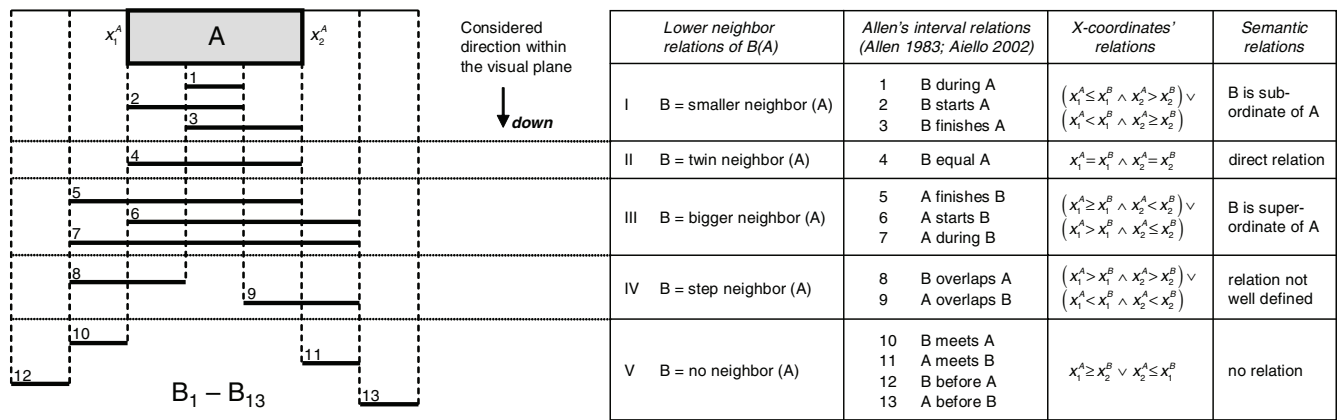 x₁ᴬ A x₂ᴬ
1
2
3
4
5
6
7
8
9
10
11
12
13
B₁ – B₁₃
Considered
direction within
the visual plane
down
Lower neighbor
relations of B(A)
Allen's interval relations
(Allen 1983; Aiello 2002)
X-coordinates'
relations
Semantic
relations
I B = smaller neighbor (A)
1 B during A
2 B starts A
3 B finishes A
(x₁ᴬ ≤ x₁ᴮ ∧ x₂ᴬ > x₂ᴮ) ∨
(x₁ᴬ < x₁ᴮ ∧ x₂ᴬ ≥ x₂ᴮ)
B is sub-
ordinate of A
II B = twin neighbor (A)
4 B equal A
x₁ᴬ = x₁ᴮ ∧ x₂ᴬ = x₂ᴮ
direct relation
III B = bigger neighbor (A)
5 A finishes B
6 A starts B
7 A during B
(x₁ᴬ ≥ x₁ᴮ ∧ x₂ᴬ < x₂ᴮ) ∨
(x₁ᴬ > x₁ᴮ ∧ x₂ᴬ ≤ x₂ᴮ)
B is super-
ordinate of A
IV B = step neighbor (A)
8 B overlaps A
9 A overlaps B
(x₁ᴬ > x₁ᴮ ∧ x₂ᴬ > x₂ᴮ) ∨
(x₁ᴬ < x₁ᴮ ∧ x₂ᴬ < x₂ᴮ)
relation not
well defined
V B = no neighbor (A)
10 B meets A
11 A meets B
12 B before A
13 A before B
x₁ᴬ ≥ x₂ᴮ ∨ x₂ᴬ ≤ x₁ᴮ
no relation